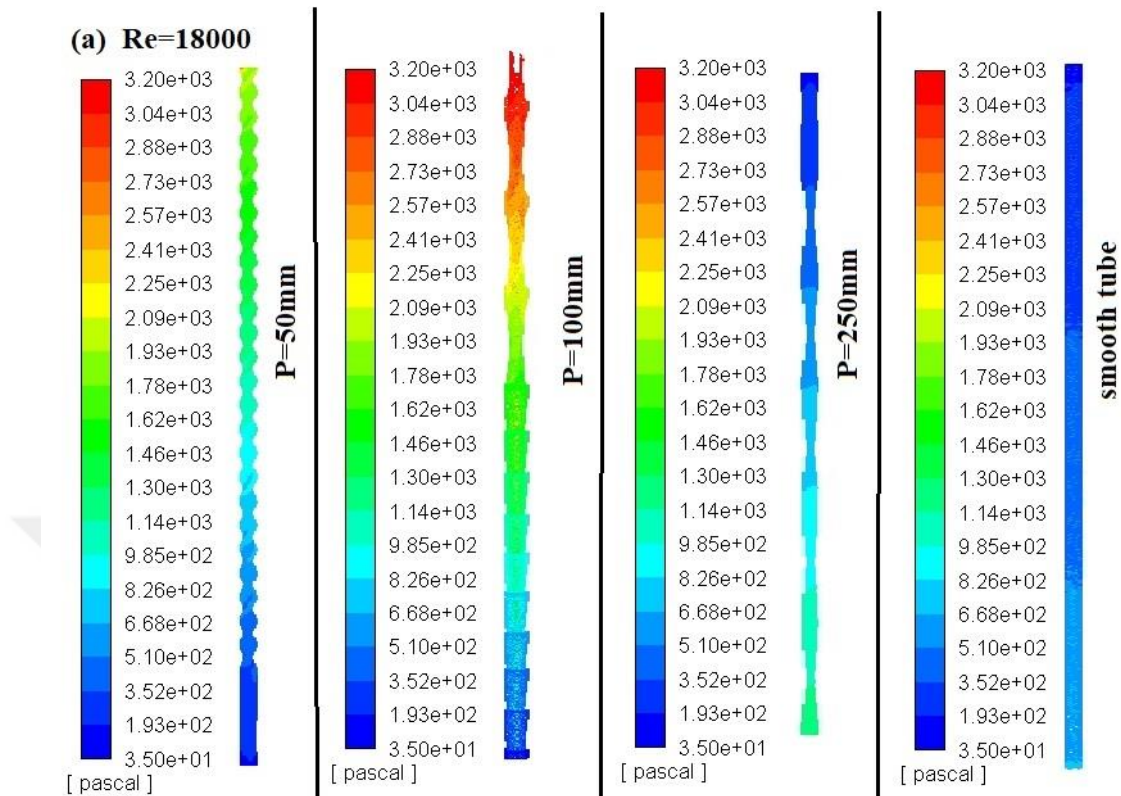 (a) Re=18000
3.20e+03
3.04e+03
2.88e+03
2.73e+03
2.57e+03
2.41e+03
2.25e+03
2.09e+03
1.93e+03
1.78e+03
1.62e+03
1.46e+03
1.30e+03
1.14e+03
9.85e+02
8.26e+02
6.68e+02
5.10e+02
3.52e+02
1.93e+02
3.50e+01
[ pascal ]
P=50mm
3.20e+03
3.04e+03
2.88e+03
2.73e+03
2.57e+03
2.41e+03
2.25e+03
2.09e+03
1.93e+03
1.78e+03
1.62e+03
1.46e+03
1.30e+03
1.14e+03
9.85e+02
8.26e+02
6.68e+02
5.10e+02
3.52e+02
1.93e+02
3.50e+01
[ pascal ]
P=100mm
3.20e+03
3.04e+03
2.88e+03
2.73e+03
2.57e+03
2.41e+03
2.25e+03
2.09e+03
1.93e+03
1.78e+03
1.62e+03
1.46e+03
1.30e+03
1.14e+03
9.85e+02
8.26e+02
6.68e+02
5.10e+02
3.52e+02
1.93e+02
3.50e+01
[ pascal ]
P=250mm
3.20e+03
3.04e+03
2.88e+03
2.73e+03
2.57e+03
2.41e+03
2.25e+03
2.09e+03
1.93e+03
1.78e+03
1.62e+03
1.46e+03
1.30e+03
1.14e+03
9.85e+02
8.26e+02
6.68e+02
5.10e+02
3.52e+02
1.93e+02
3.50e+01
[ pascal ]
smooth tube